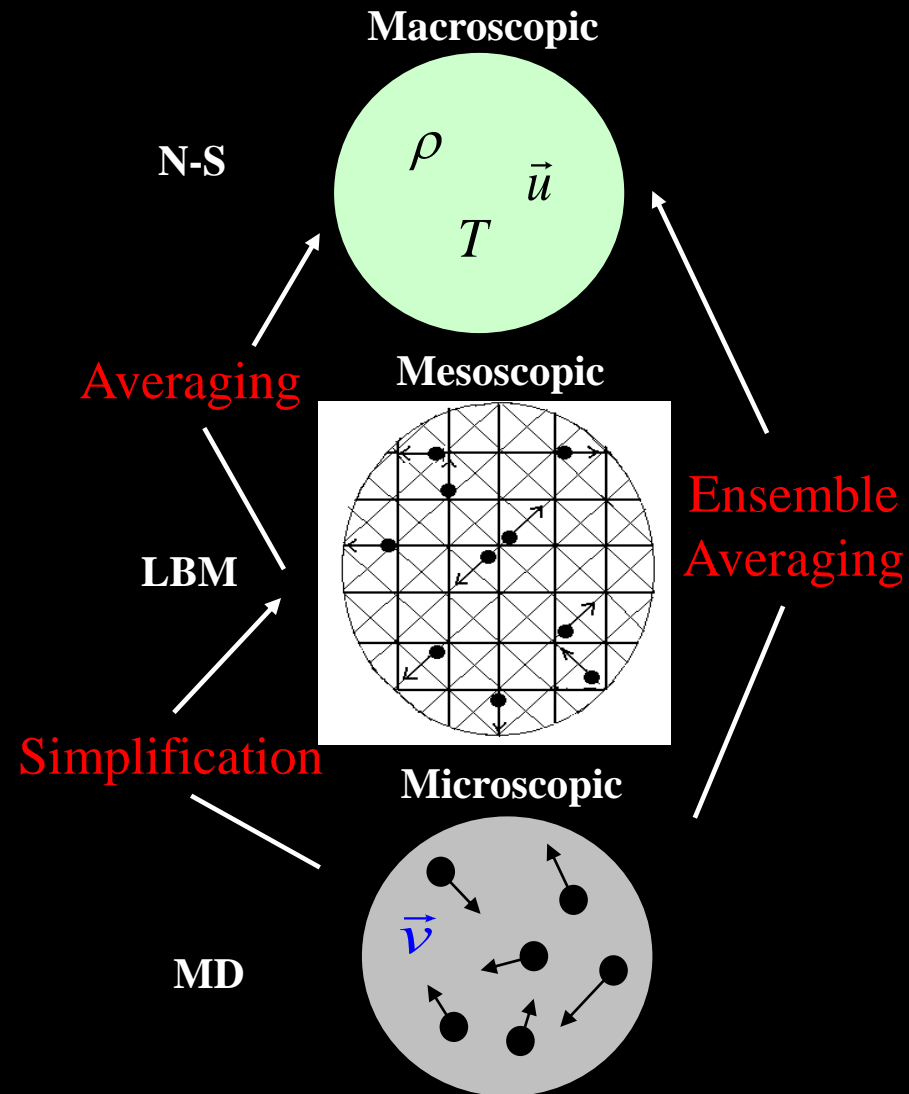 Macroscopic
N-S
ρ
u⃗
T
Averaging
Mesoscopic
Ensemble
Averaging
LBM
Simplification
Microscopic
v⃗
MD